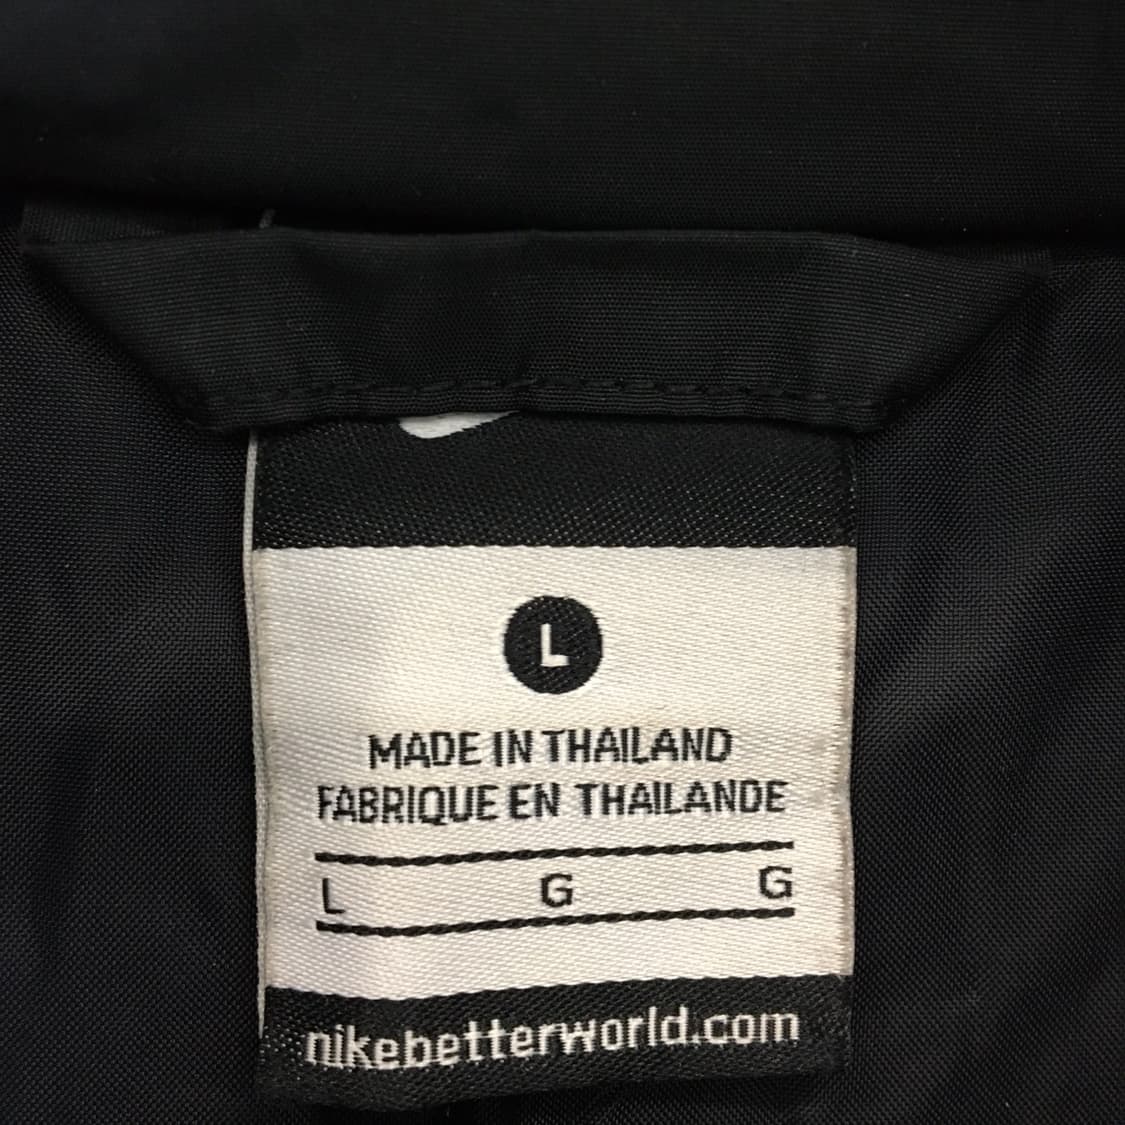 L
MADE IN THAILAND
FABRIQUE EN THAILANDE
L G G
nikebetterworld.com